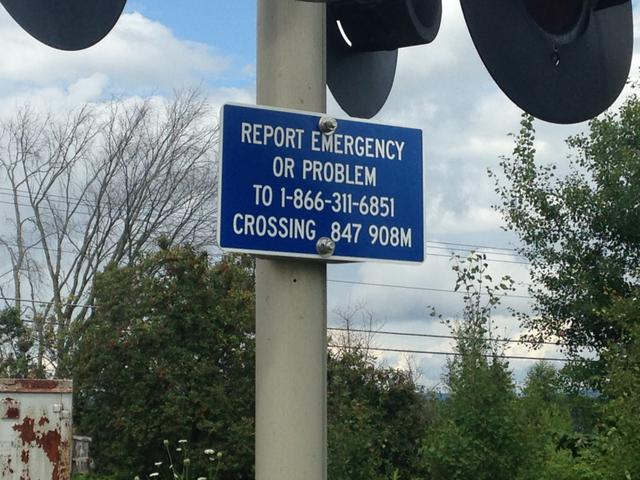 REPORT EMERGENCY
OR PROBLEM
TO 1-866-311-6851
CROSSING 847 908M